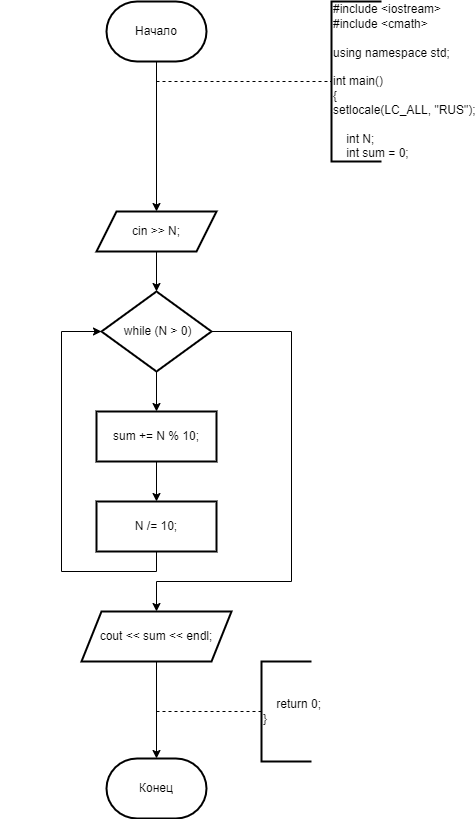 Начало
#include <iostream>
#include <cmath>
using namespace std;
int main()
{
setlocale(LC_ALL, "RUS");
int N;
int sum = 0;
cin >> N;
while (N > 0)
sum += N % 10;
N /= 10;
cout << sum << endl;
return 0;
}
Конец